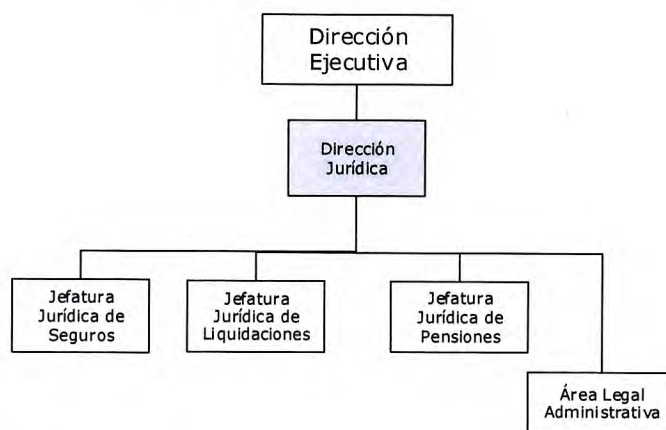 Dirección
Ejecutiva
Dirección
Jurídica
Jefatura
Jurídica de
Seguros
Jefatura
Jurídica de
Liquidaciones
Jefatura
Jurídica de
Pensiones
Área Legal
Administrativa